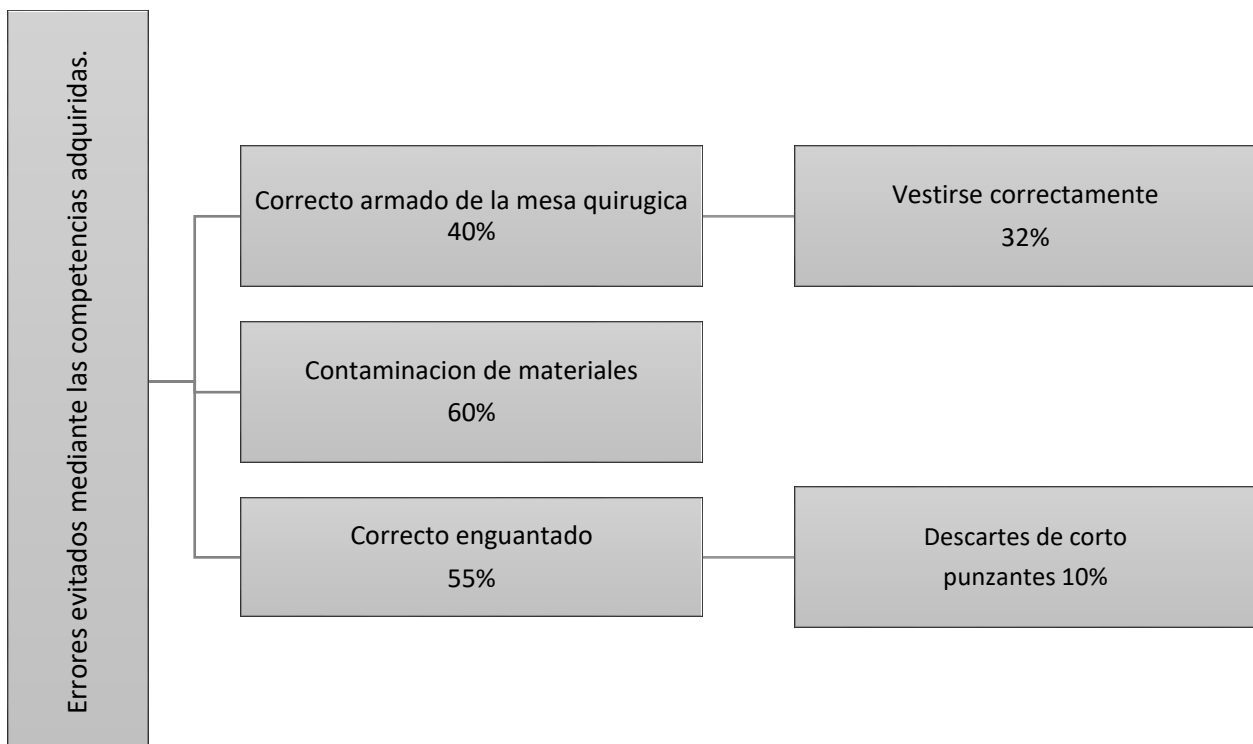 Errores evitados mediante las competencias adquiridas.
Correcto armado de la mesa quirugica
40%
Vestirse correctamente
32%
Contaminacion de materiales
60%
Correcto enguantado
55%
Descartes de corto
punzantes 10%